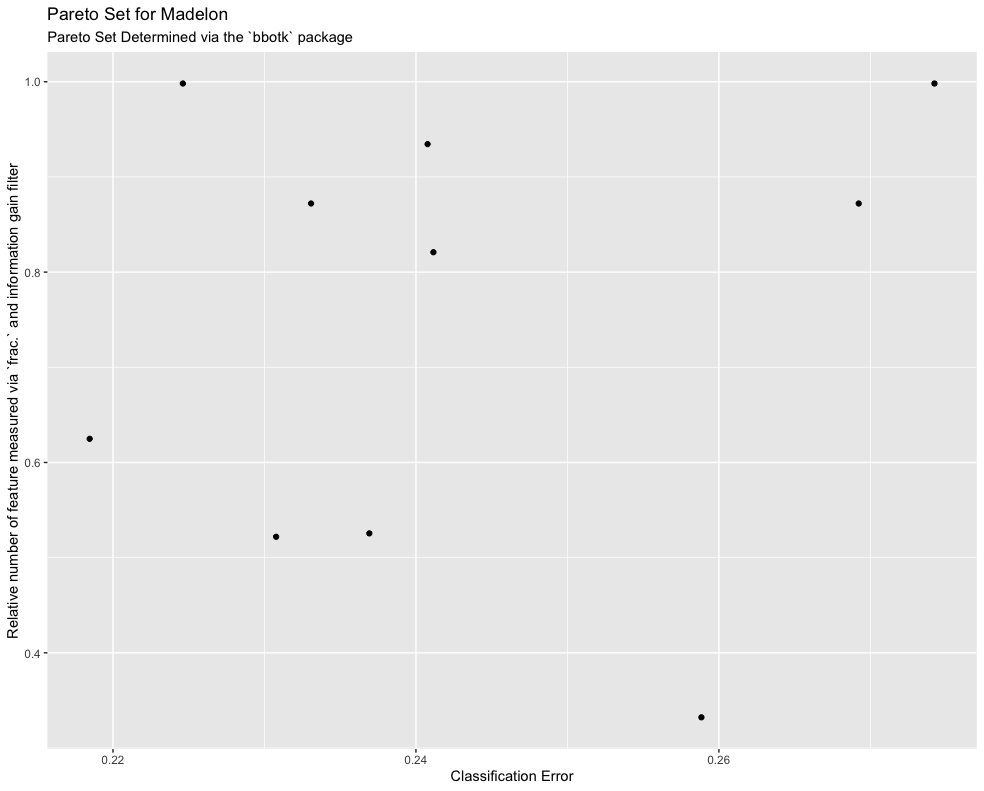 Pareto Set for Madelon
Pareto Set Determined via the `bbotk` package
Relative number of feature measured via `frac.` and information gain filter
1.0
0.8
0.6
0.4
0.22
0.24
0.26
Classification Error